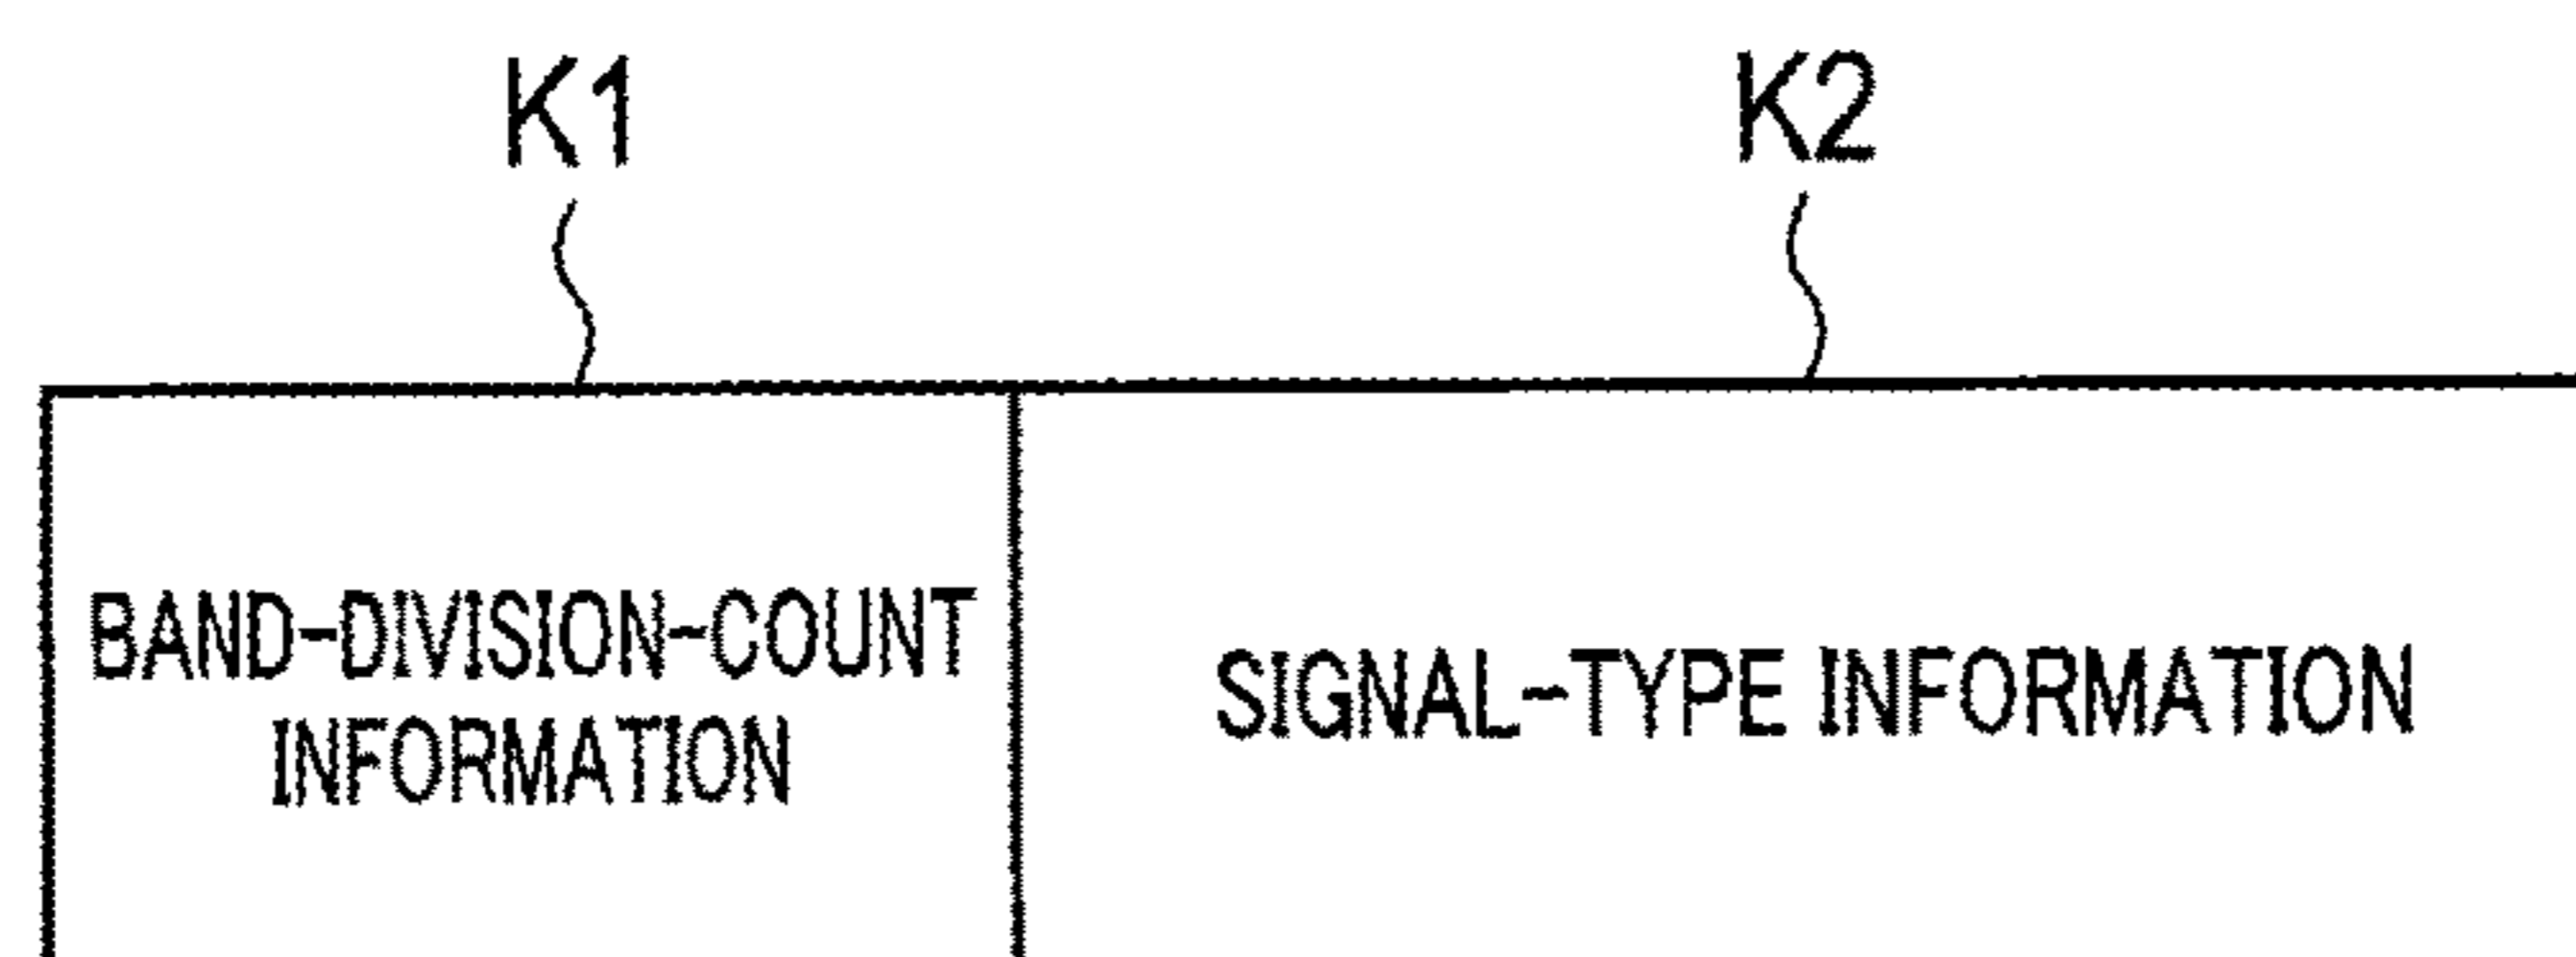 K1 K2
BAND-DIVISION-COUNT
INFORMATION
SIGNAL-TYPE INFORMATION